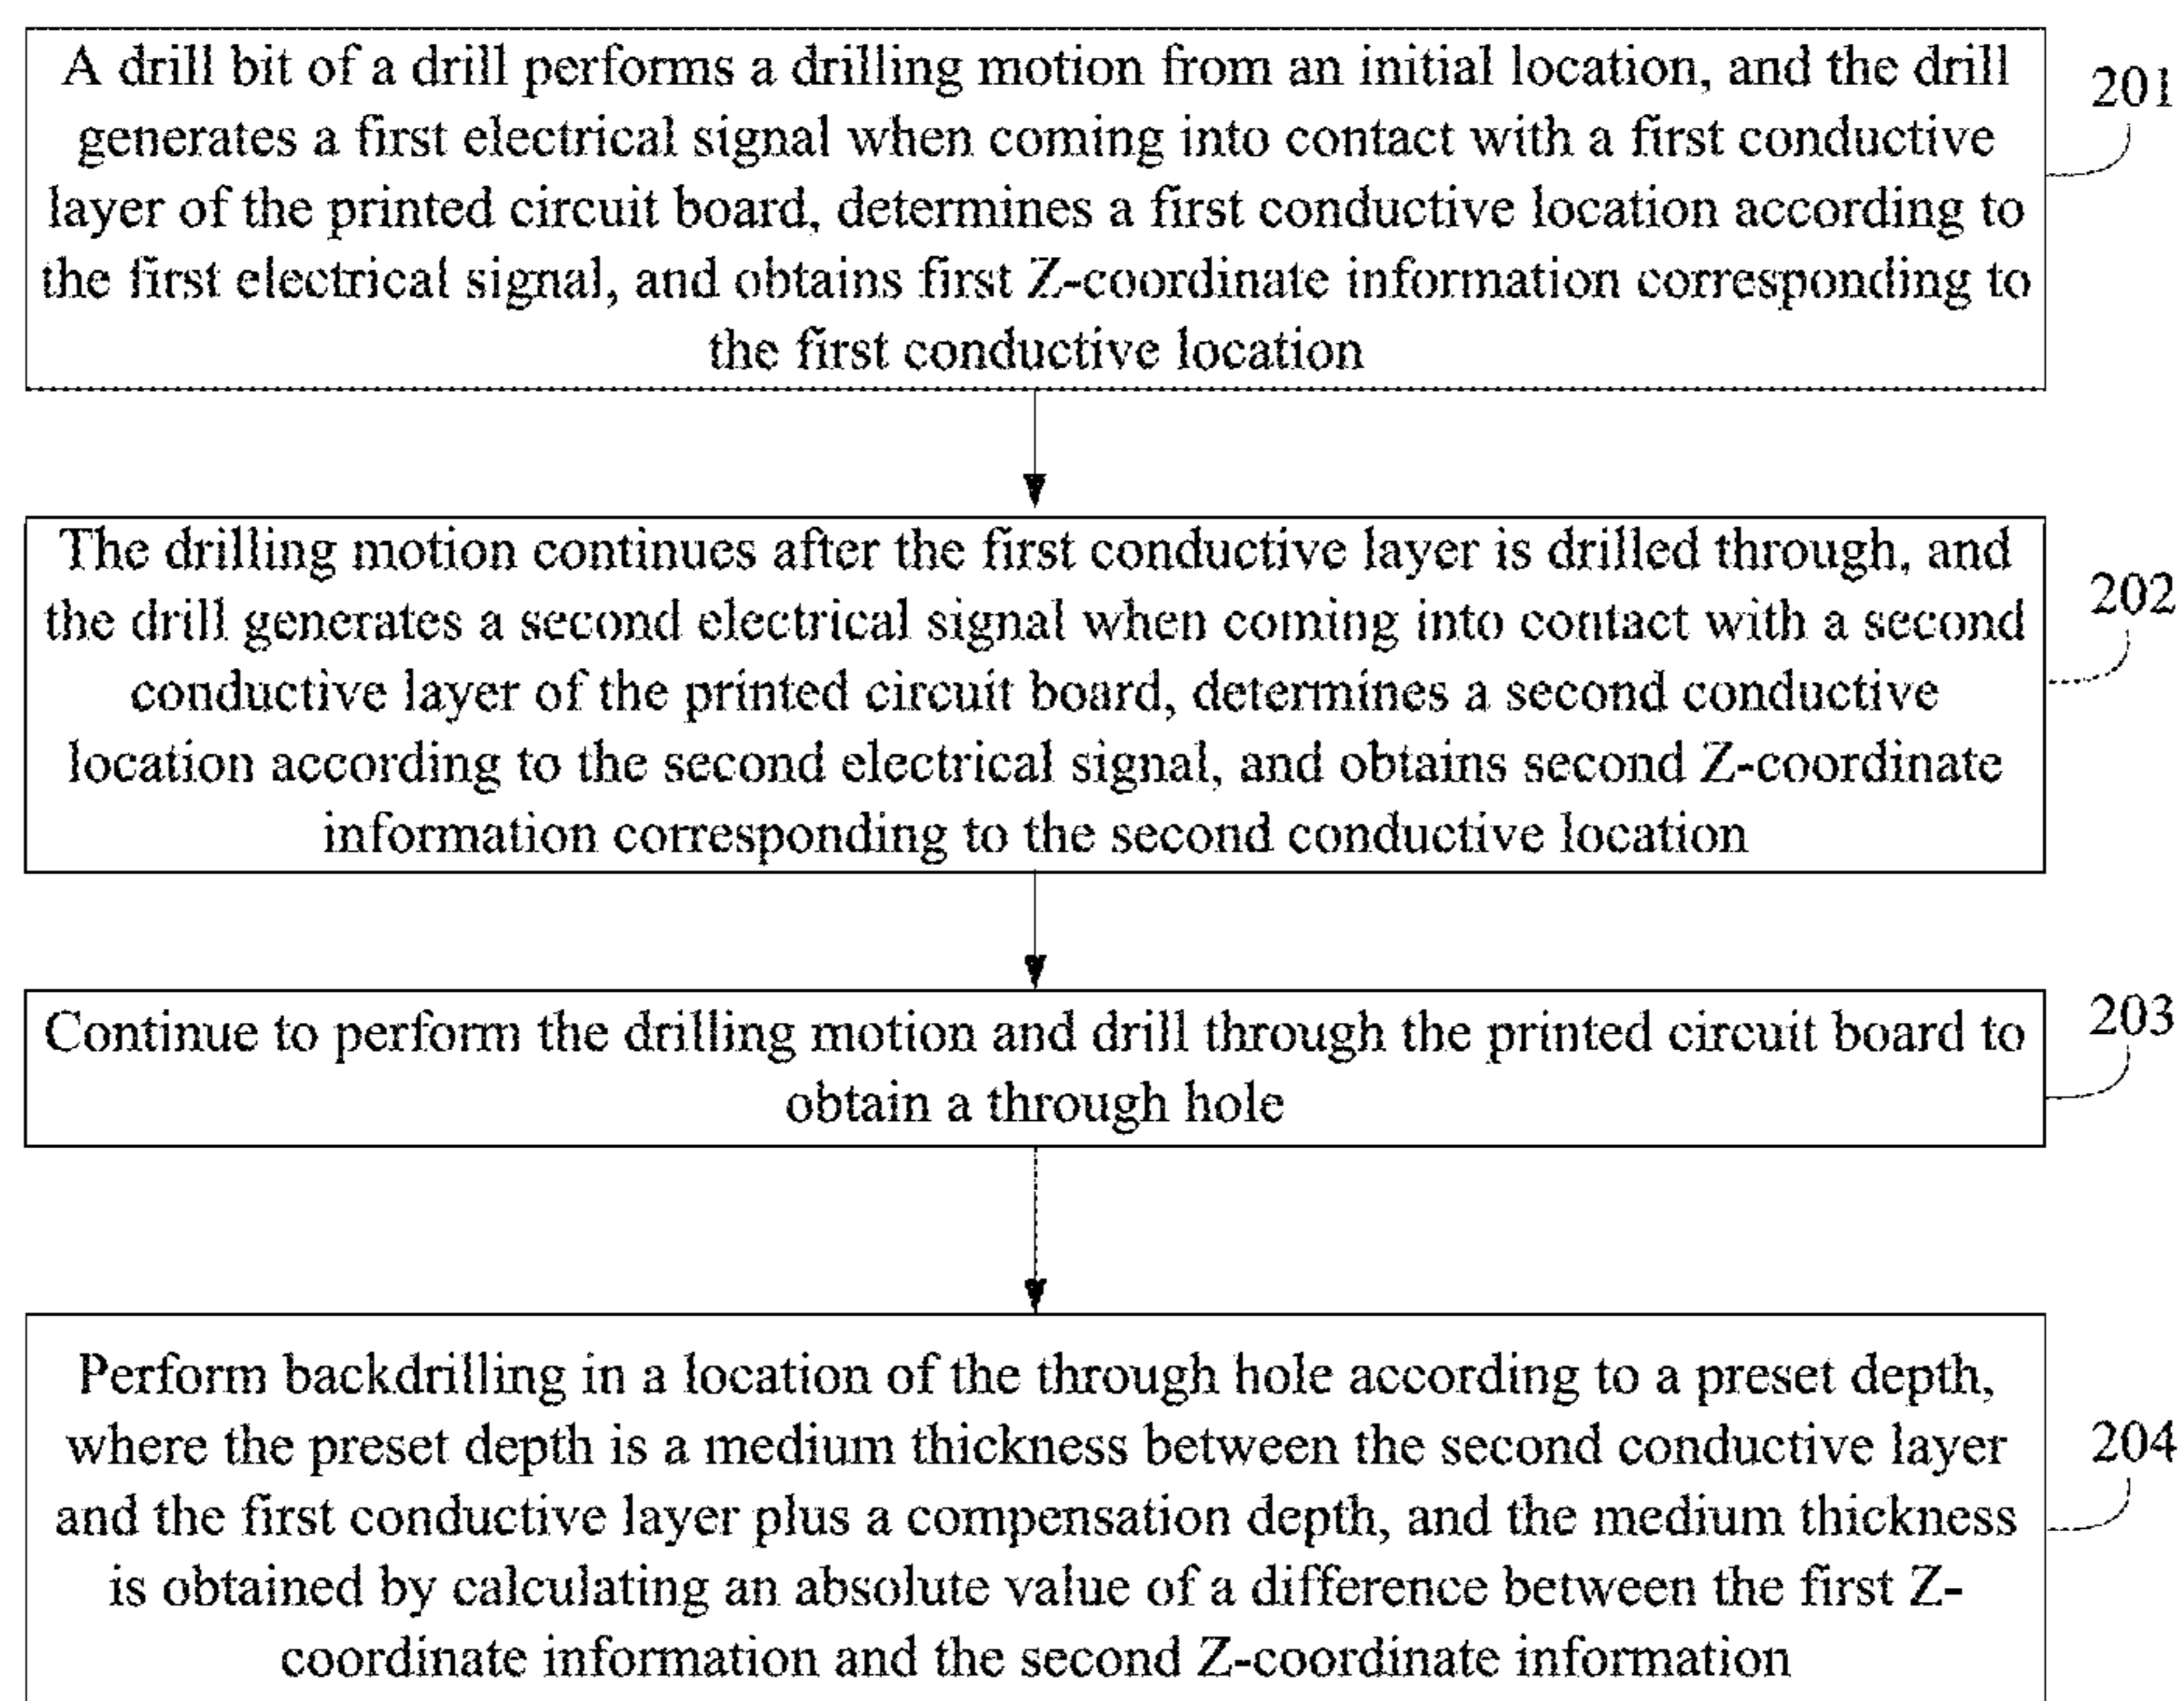 A drill bit of a drill performs a drilling motion from an initial location, and the drill
generates a first electrical signal when coming into contact with a first conductive
layer of the printed circuit board, determines a first conductive location according to
the first electrical signal, and obtains first Z-coordinate information corresponding to
the first conductive location
201
The drilling motion continues after the first conductive layer is drilled through, and
the drill generates a second electrical signal when coming into contact with a second
conductive layer of the printed circuit board, determines a second conductive
location according to the second electrical signal, and obtains second Z-coordinate
information corresponding to the second conductive location
202
Continue to perform the drilling motion and drill through the printed circuit board to
obtain a through hole
203
Perform backdrilling in a location of the through hole according to a preset depth,
where the preset depth is a medium thickness between the second conductive layer
and the first conductive layer plus a compensation depth, and the medium thickness
is obtained by calculating an absolute value of a difference between the first Z-
coordinate information and the second Z-coordinate information
204